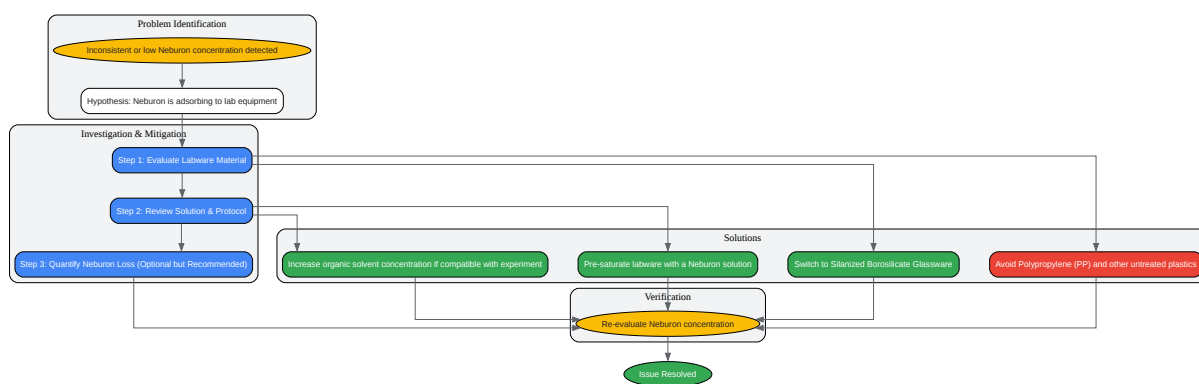 Problem Identification
Inconsistent or low Neburon concentration detected
Hypothesis: Neburon is adsorbing to lab equipment
Investigation & Mitigation
Step 1: Evaluate Labware Material
Step 2: Review Solution & Protocol
Step 3: Quantify Neburon Loss (Optional but Recommended)
Solutions
Increase organic solvent concentration if compatible with experiment
Pre-saturate labware with a Neburon solution
Switch to Silanized Borosilicate Glassware
Avoid Polypropylene (PP) and other untreated plastics
Verification
Re-evaluate Neburon concentration
Issue Resolved